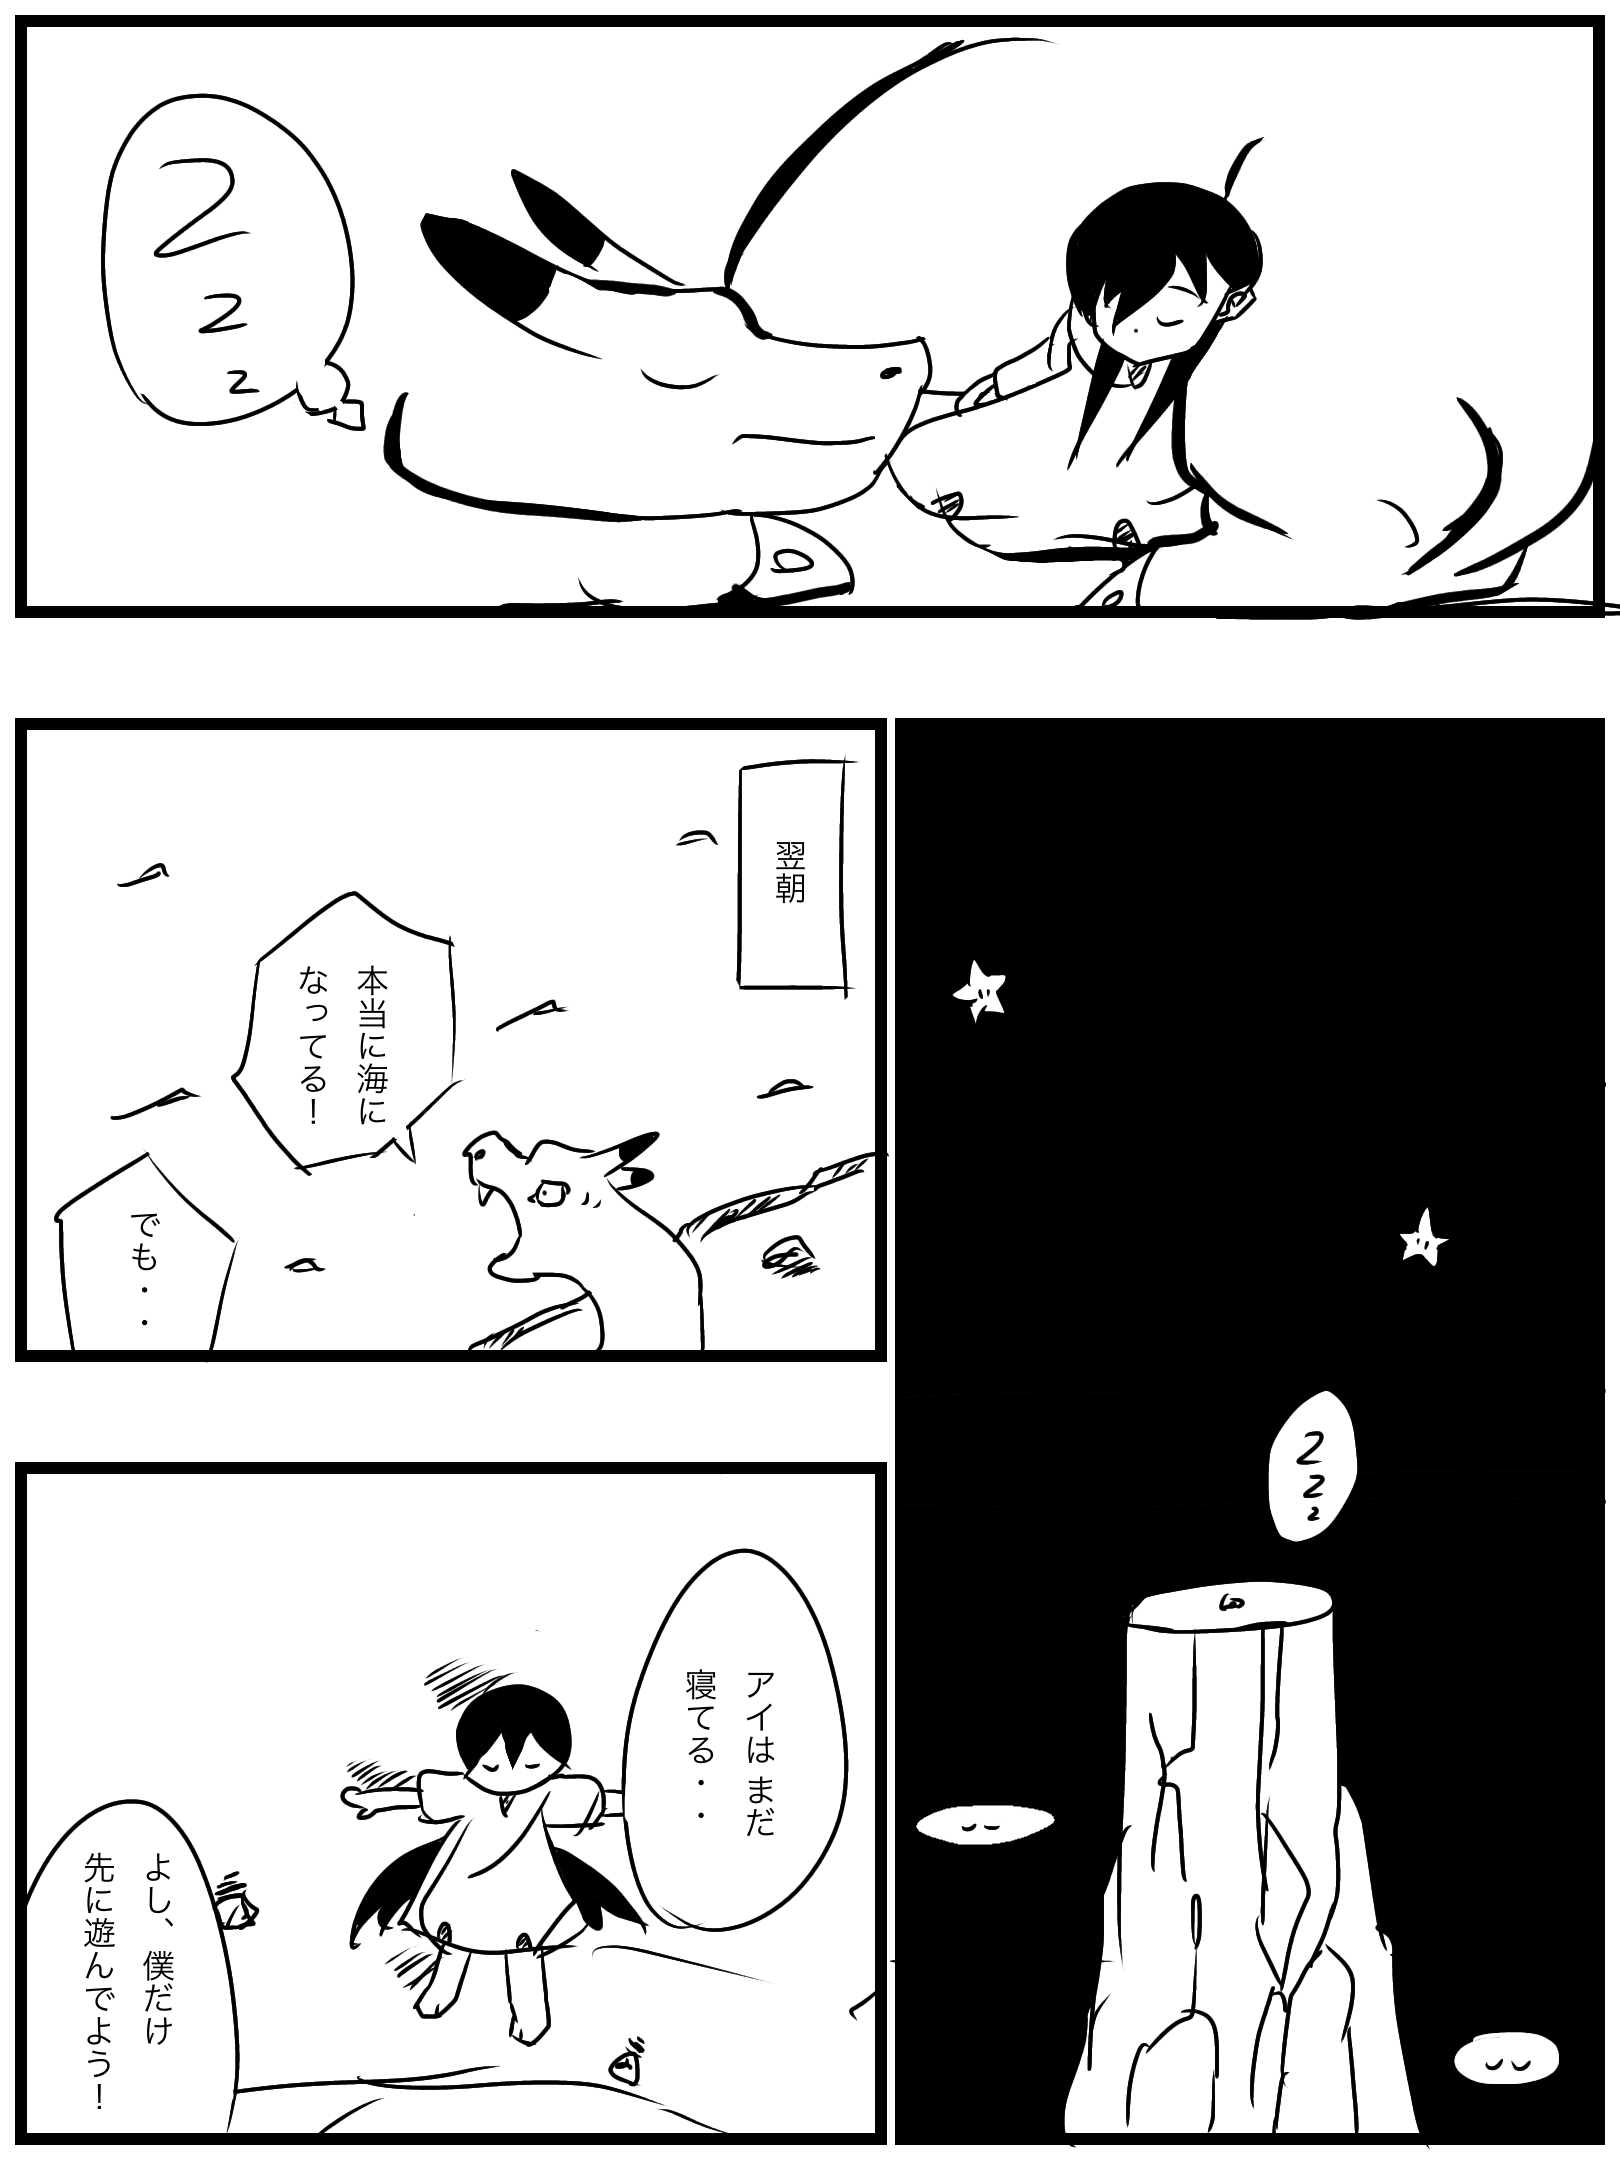 Z
z
z
z
z
z
翌朝
本当に海に
なってる！
でも・・
アイは まだ
寝てる・・
よし、僕だけ
先に遊んでよう！